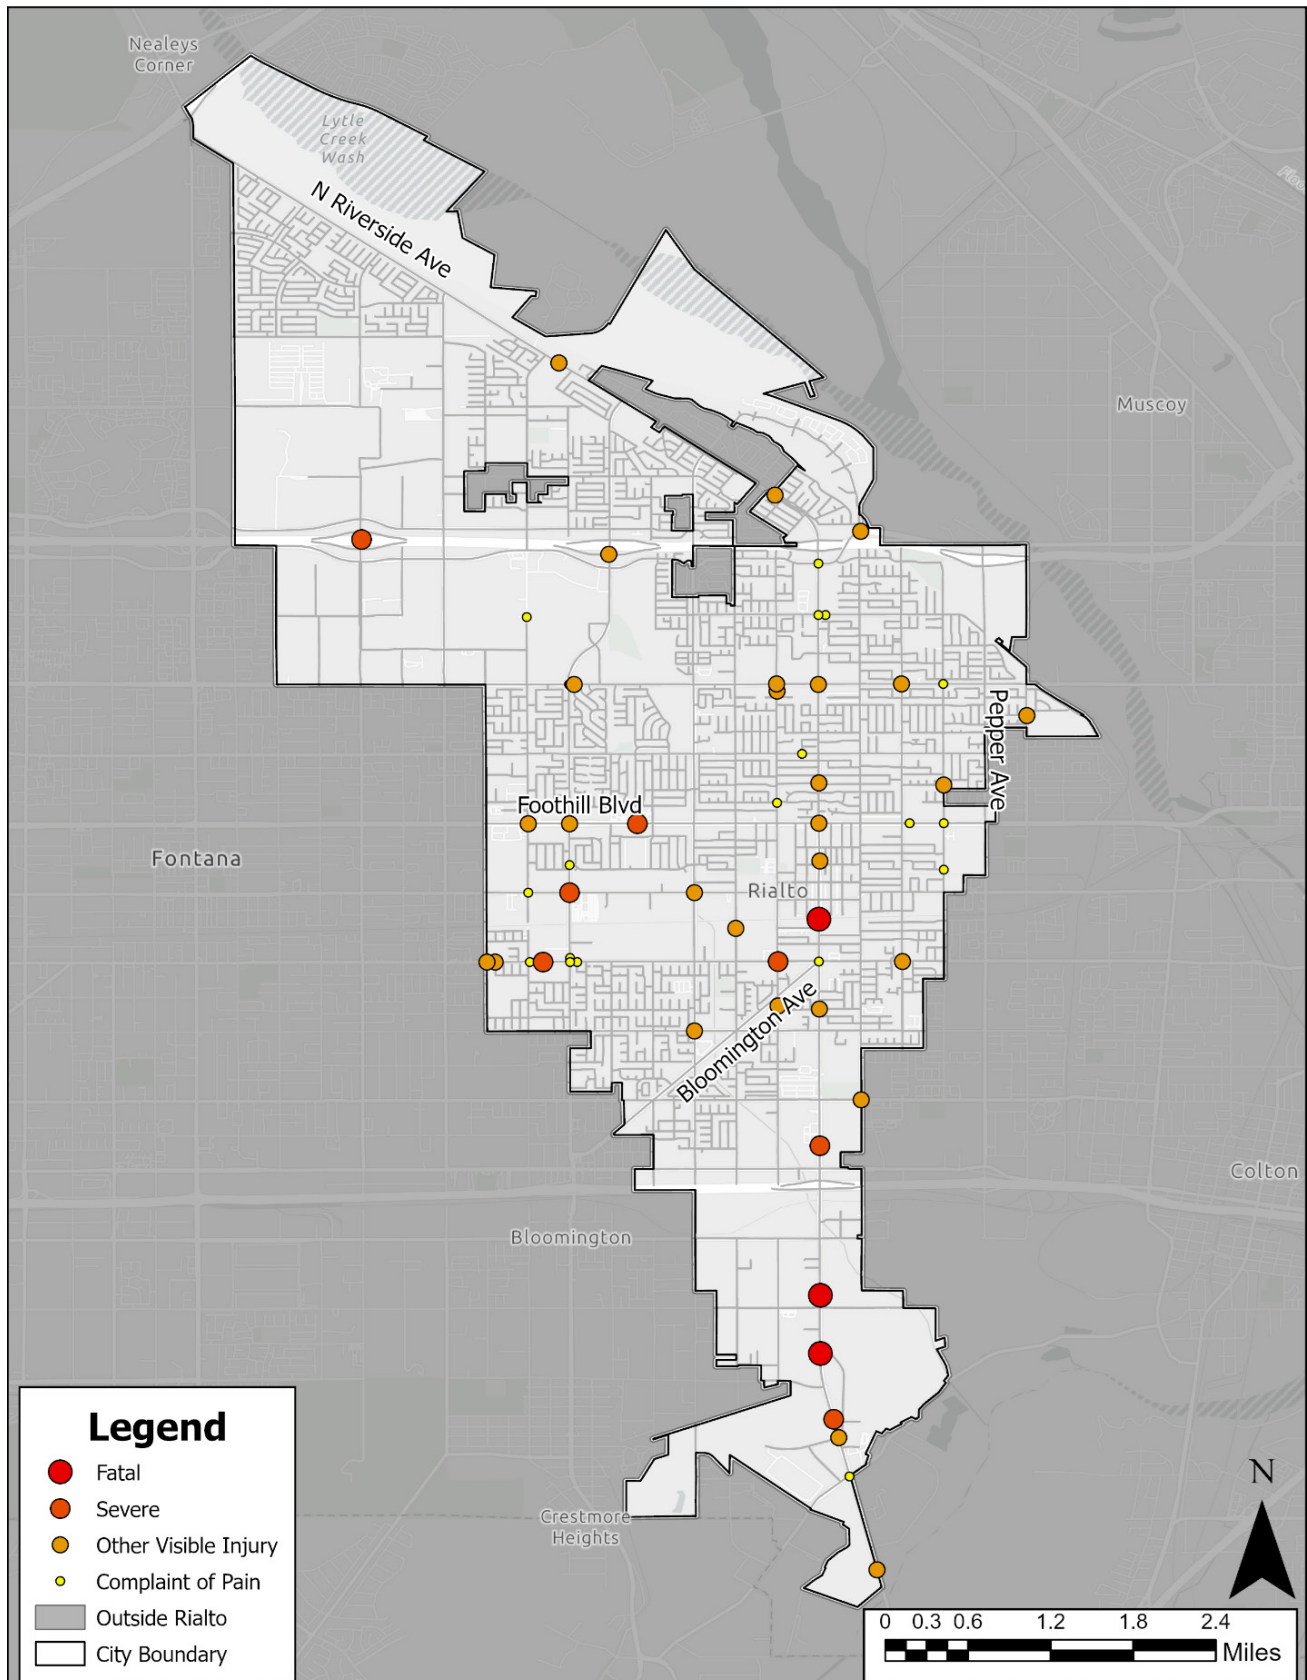 Nealeys
Corner
Lytle
Creek
Wash
N Riverside Ave
Muscoy
Pepper Ave
Foothill Blvd
Fontana
Rialto
Bloomington Ave
Colton
Bloomington
Crestmore
Heights
Legend
Fatal
Severe
Other Visible Injury
Complaint of Pain
Outside Rialto
City Boundary
N
0 0.3 0.6 1.2 1.8 2.4
Miles